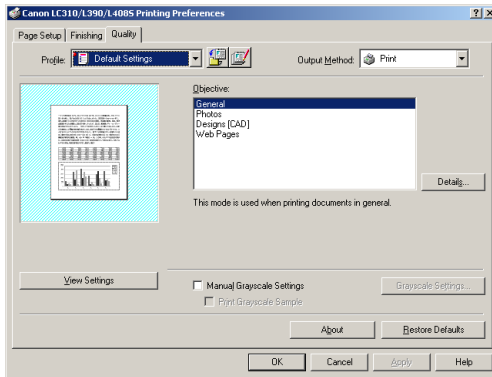 Canon LC310/L390/L408S Printing Preferences
Page Setup Finishing Quality
Profile: Default Settings Output Method: Print
Objective:
General
Photos
Designs [CAD]
Web Pages
Details...
This mode is used when printing documents in general.
View Settings
Manual Grayscale Settings Grayscale Settings...
Print Grayscale Sample
About Restore Defaults
OK Cancel Apply Help